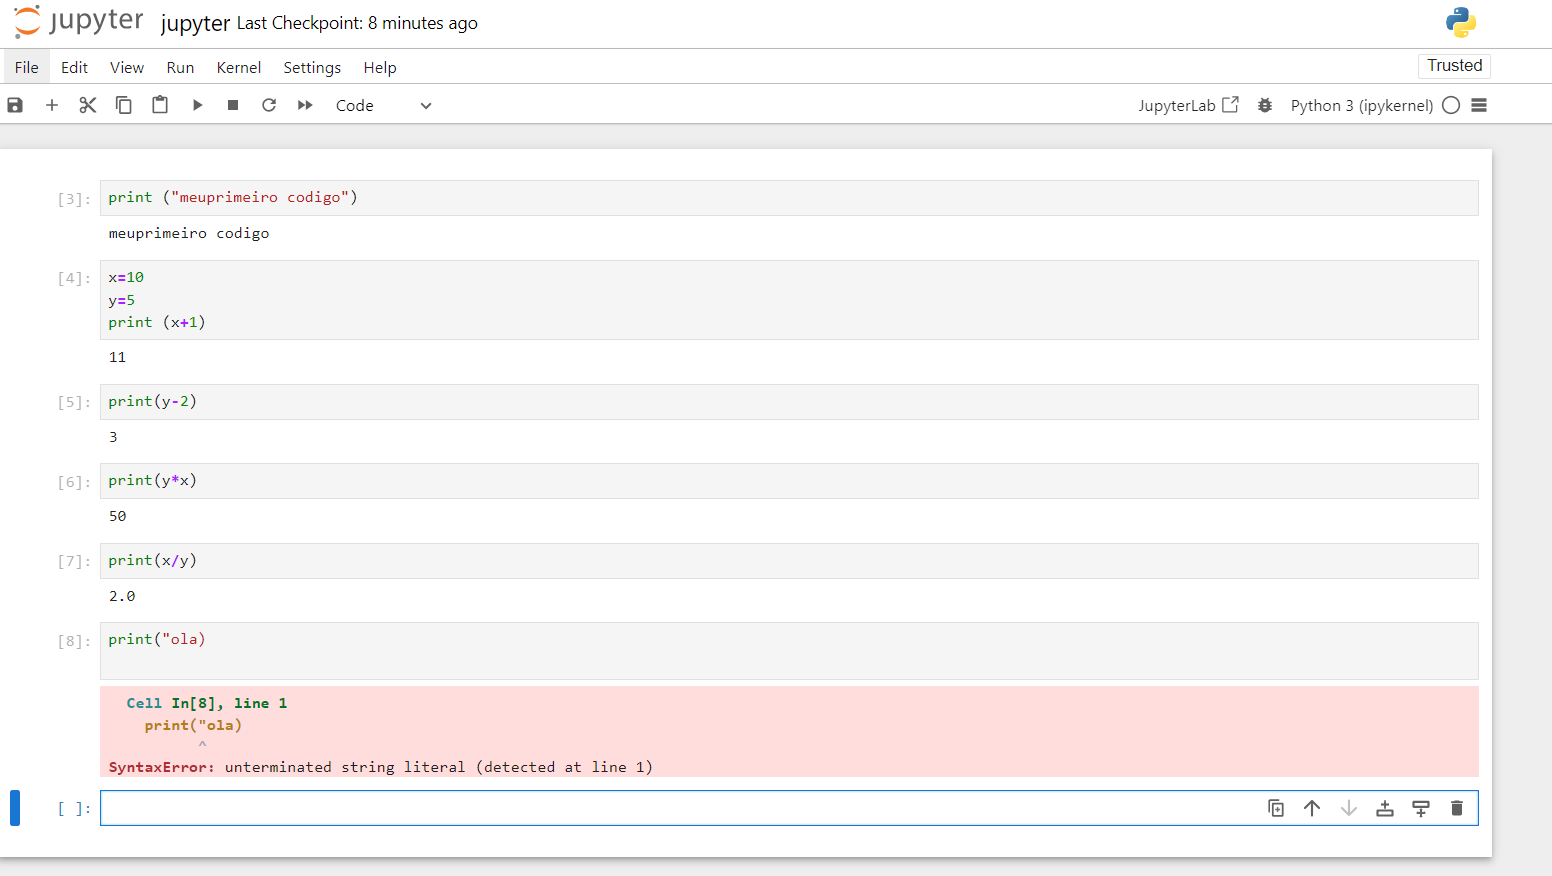 jupyter jupyter Last Checkpoint: 8 minutes ago
File Edit View Run Kernel Settings Help Trusted
Code JupyterLab Python 3 (ipykernel)
[3]: print ("meuprimeiro codigo")
meuprimeiro codigo
[4]: x=10
y=5
print (x+1)
11
[5]: print(y-2)
3
[6]: print(y*x)
50
[7]: print(x/y)
2.0
[8]: print("ola)
Cell In[8], line 1
print("ola)
^
SyntaxError: unterminated string literal (detected at line 1)
[ ]: